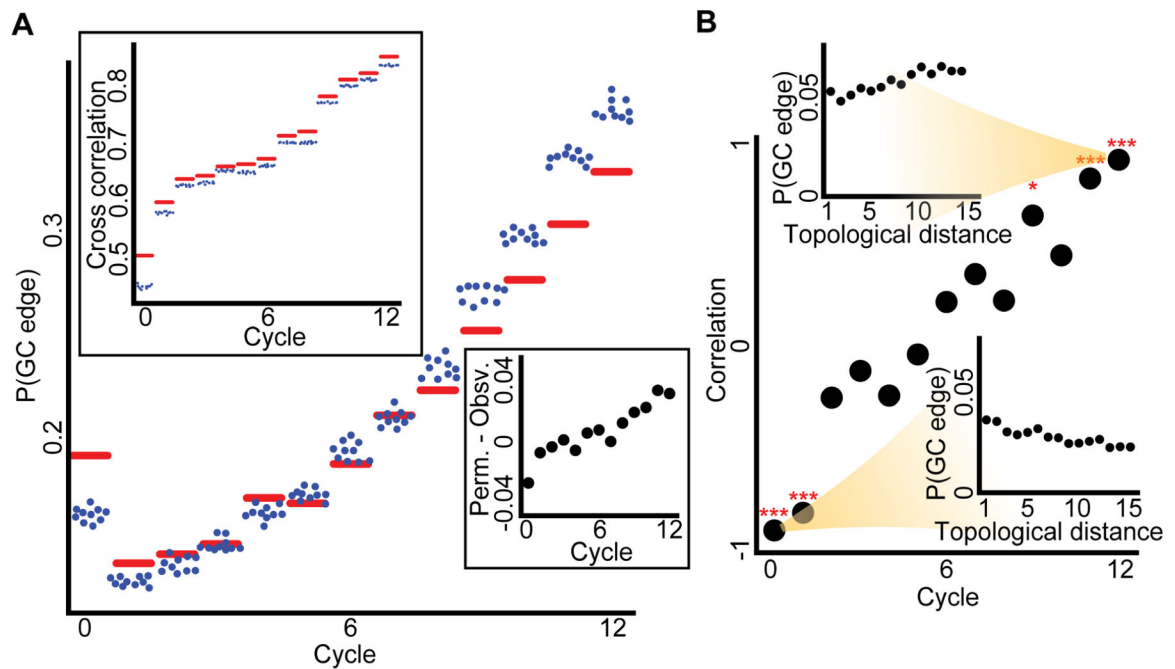 A
P(GC edge)
0.3
0.2
0
6
12
Cycle
Cross correlation
0.8
0.7
0.6
0.5
0
6
12
Cycle
Perm. - Obsv.
0.04
0
-0.04
0
6
12
Cycle
B
Correlation
1
0
-1
0
6
12
Cycle
***
***
*
***
***
P(GC edge)
0.05
0
1
5
10
15
Topological distance
P(GC edge)
0.05
0
1
5
10
15
Topological distance